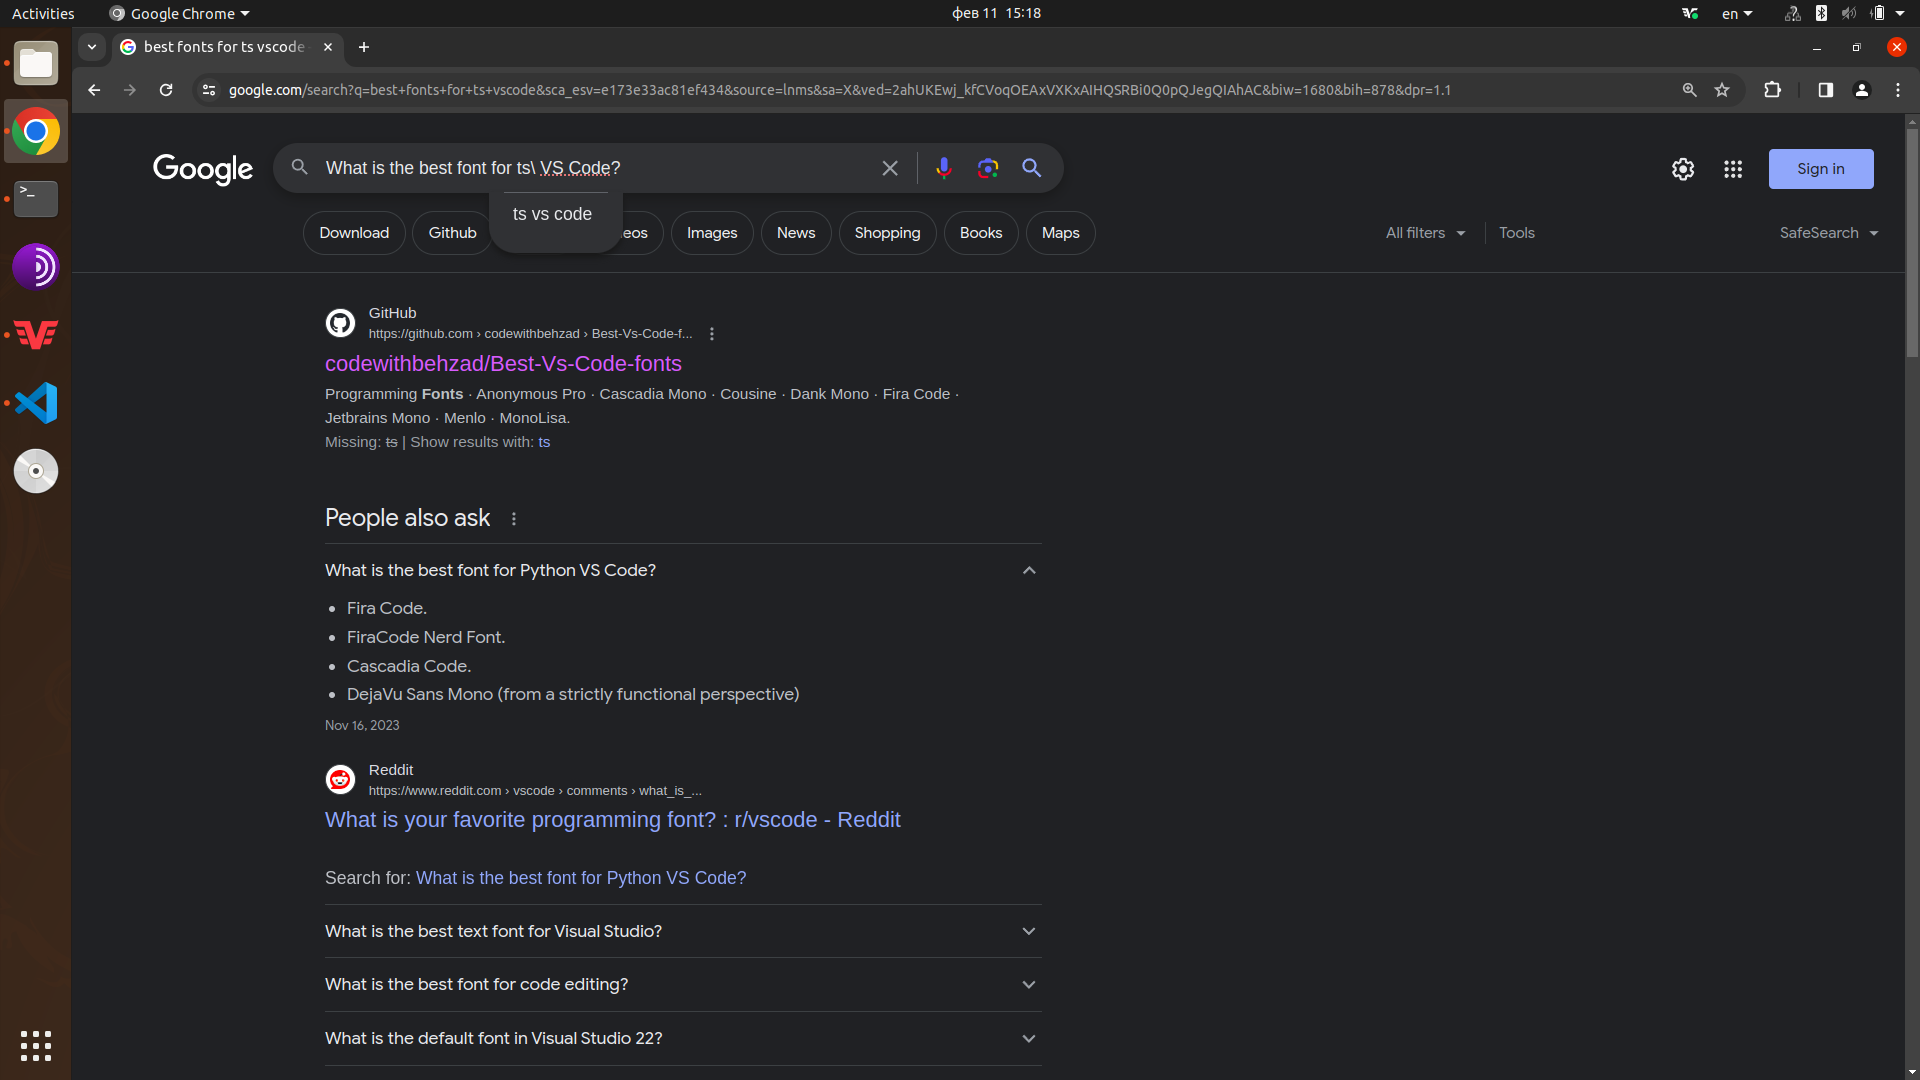 Activities
Google Chrome
фев 11 15:18
en
best fonts for ts vscode
google.com/search?q=best+fonts+for+ts+vscode&sca_esv=e173e33ac81ef434&source=lnms&sa=X&ved=2ahUKEwj_kfCVoqOEAxVXKxAIHQSRBi0Q0pQJegQIAhAC&biw=1680&bih=878&dpr=1.1
Google
What is the best font for ts\ VS Code?
Sign in
ts vs code
Download
Github
eos
Images
News
Shopping
Books
Maps
All filters
Tools
SafeSearch
GitHub
https://github.com › codewithbehzad › Best-Vs-Code-f...
codewithbehzad/Best-Vs-Code-fonts
Programming Fonts · Anonymous Pro · Cascadia Mono · Cousine · Dank Mono · Fira Code ·
Jetbrains Mono · Menlo · MonoLisa.
Missing: ts | Show results with: ts
People also ask
What is the best font for Python VS Code?
• Fira Code.
• FiraCode Nerd Font.
• Cascadia Code.
• DejaVu Sans Mono (from a strictly functional perspective)
Nov 16, 2023
Reddit
https://www.reddit.com › vscode › comments › what_is_...
What is your favorite programming font? : r/vscode - Reddit
Search for: What is the best font for Python VS Code?
What is the best text font for Visual Studio?
What is the best font for code editing?
What is the default font in Visual Studio 22?